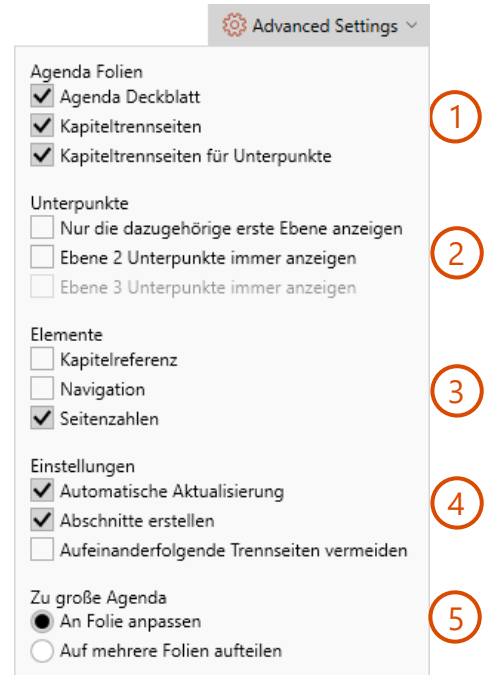 Advanced Settings
Agenda Folien
Agenda Deckblatt
Kapiteltrennseiten
Kapiteltrennseiten für Unterpunkte
1
Unterpunkte
Nur die dazugehörige erste Ebene anzeigen
Ebene 2 Unterpunkte immer anzeigen
Ebene 3 Unterpunkte immer anzeigen
2
Elemente
Kapitelreferenz
Navigation
Seitenzahlen
3
Einstellungen
Automatische Aktualisierung
Abschnitte erstellen
Aufeinanderfolgende Trennseiten vermeiden
4
Zu große Agenda
An Folie anpassen
Auf mehrere Folien aufteilen
5